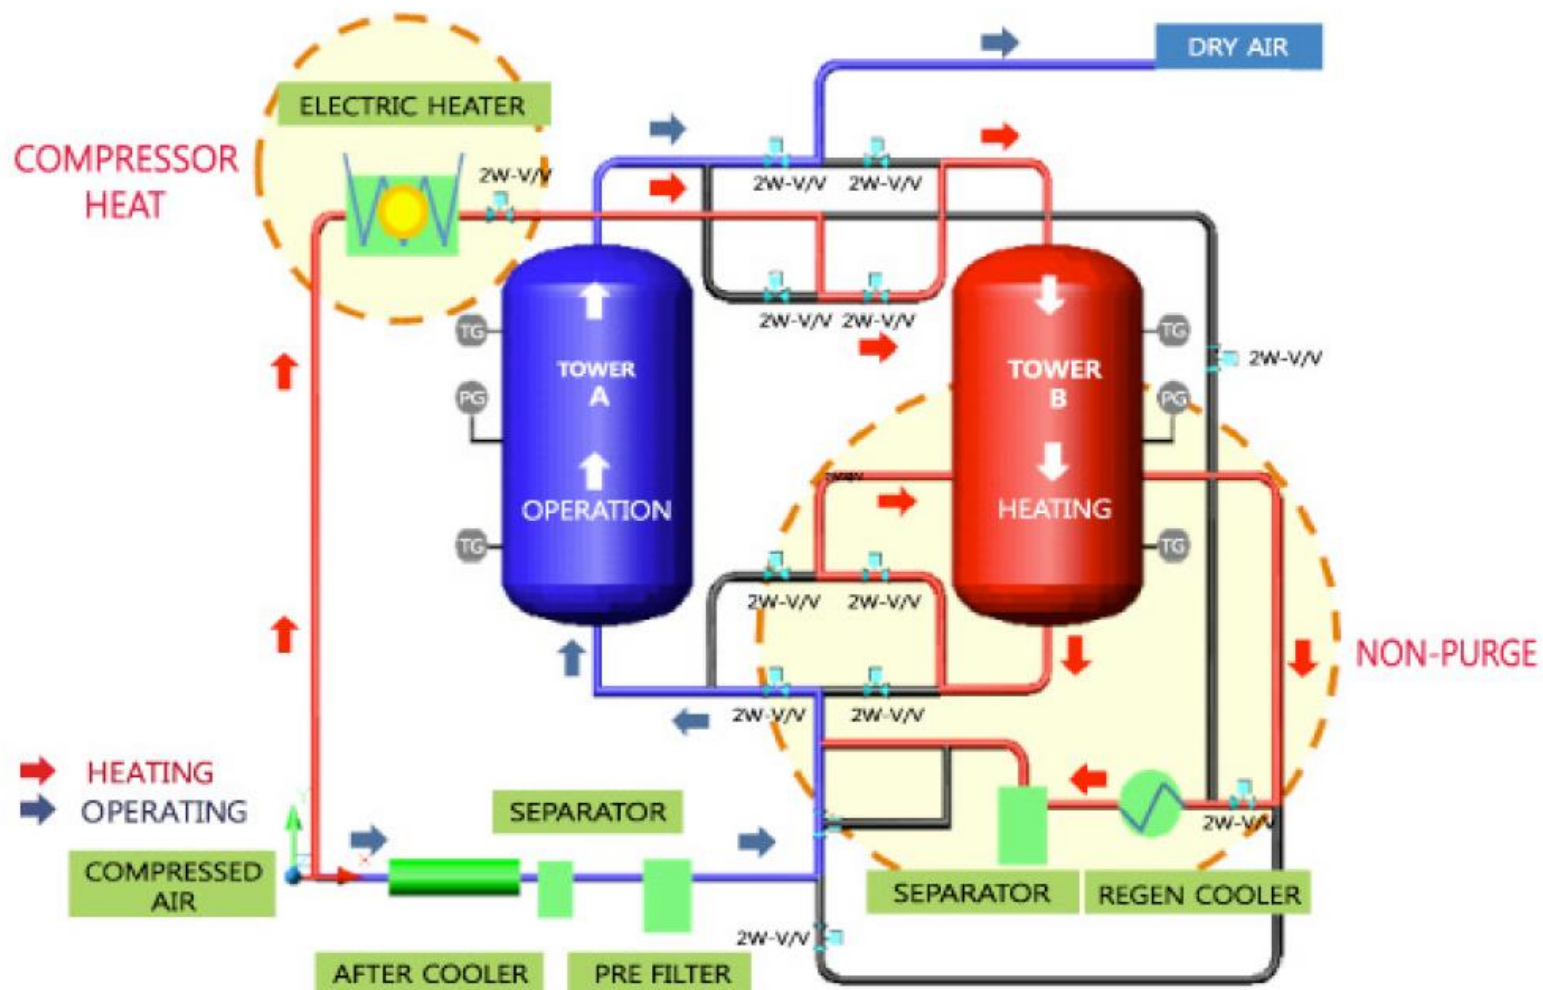 DRY AIR
ELECTRIC HEATER
COMPRESSOR
HEAT
2W-V/V
2W-V/V
2W-V/V
2W-V/V
2W-V/V
2W-V/V
TG
TG
TOWER
A
TOWER
B
PG
PG
OPERATION
HEATING
TG
TG
2W-V/V
2W-V/V
NON-PURGE
2W-V/V
2W-V/V
HEATING
OPERATING
SEPARATOR
2W-V/V
COMPRESSED
AIR
SEPARATOR
REGEN COOLER
2W-V/V
AFTER COOLER
PRE FILTER